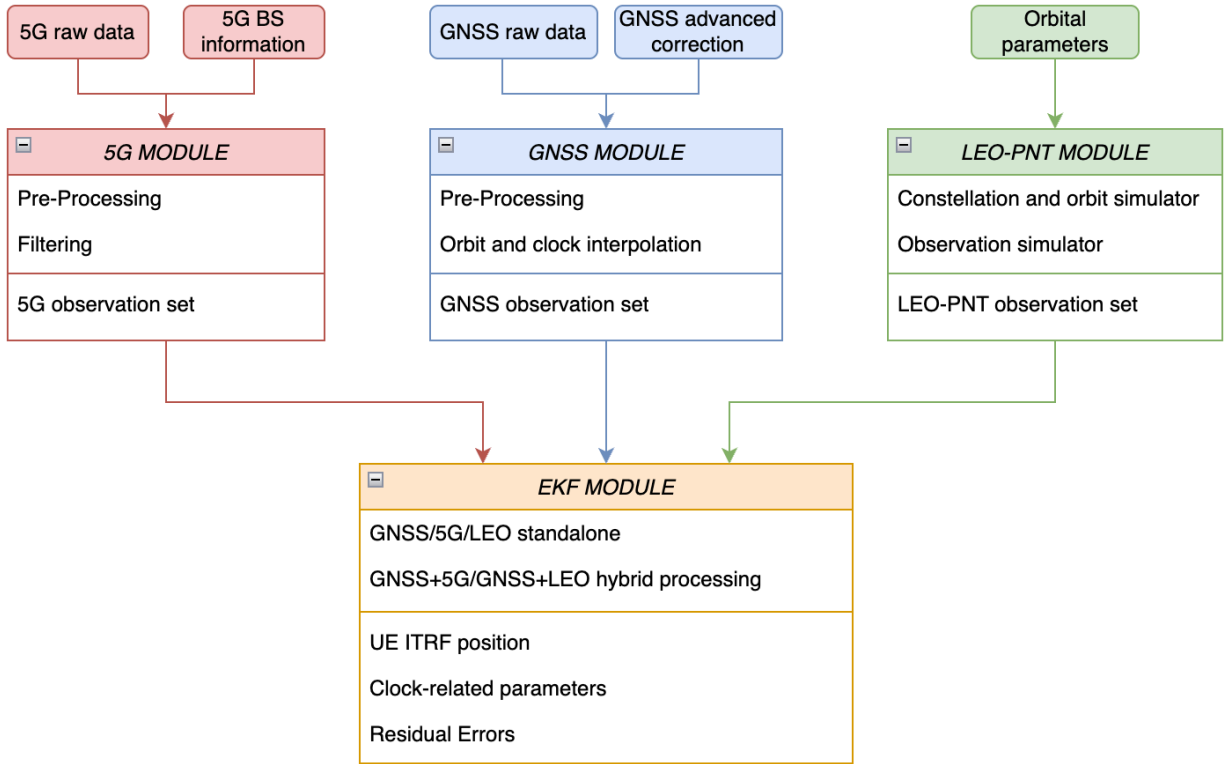 5G raw data
5G BS
information
GNSS raw data
GNSS advanced
correction
Orbital
parameters
5G MODULE
Pre-Processing
Filtering
5G observation set
GNSS MODULE
Pre-Processing
Orbit and clock interpolation
GNSS observation set
LEO-PNT MODULE
Constellation and orbit simulator
Observation simulator
LEO-PNT observation set
EKF MODULE
GNSS/5G/LEO standalone
GNSS+5G/GNSS+LEO hybrid processing
UE ITRF position
Clock-related parameters
Residual Errors